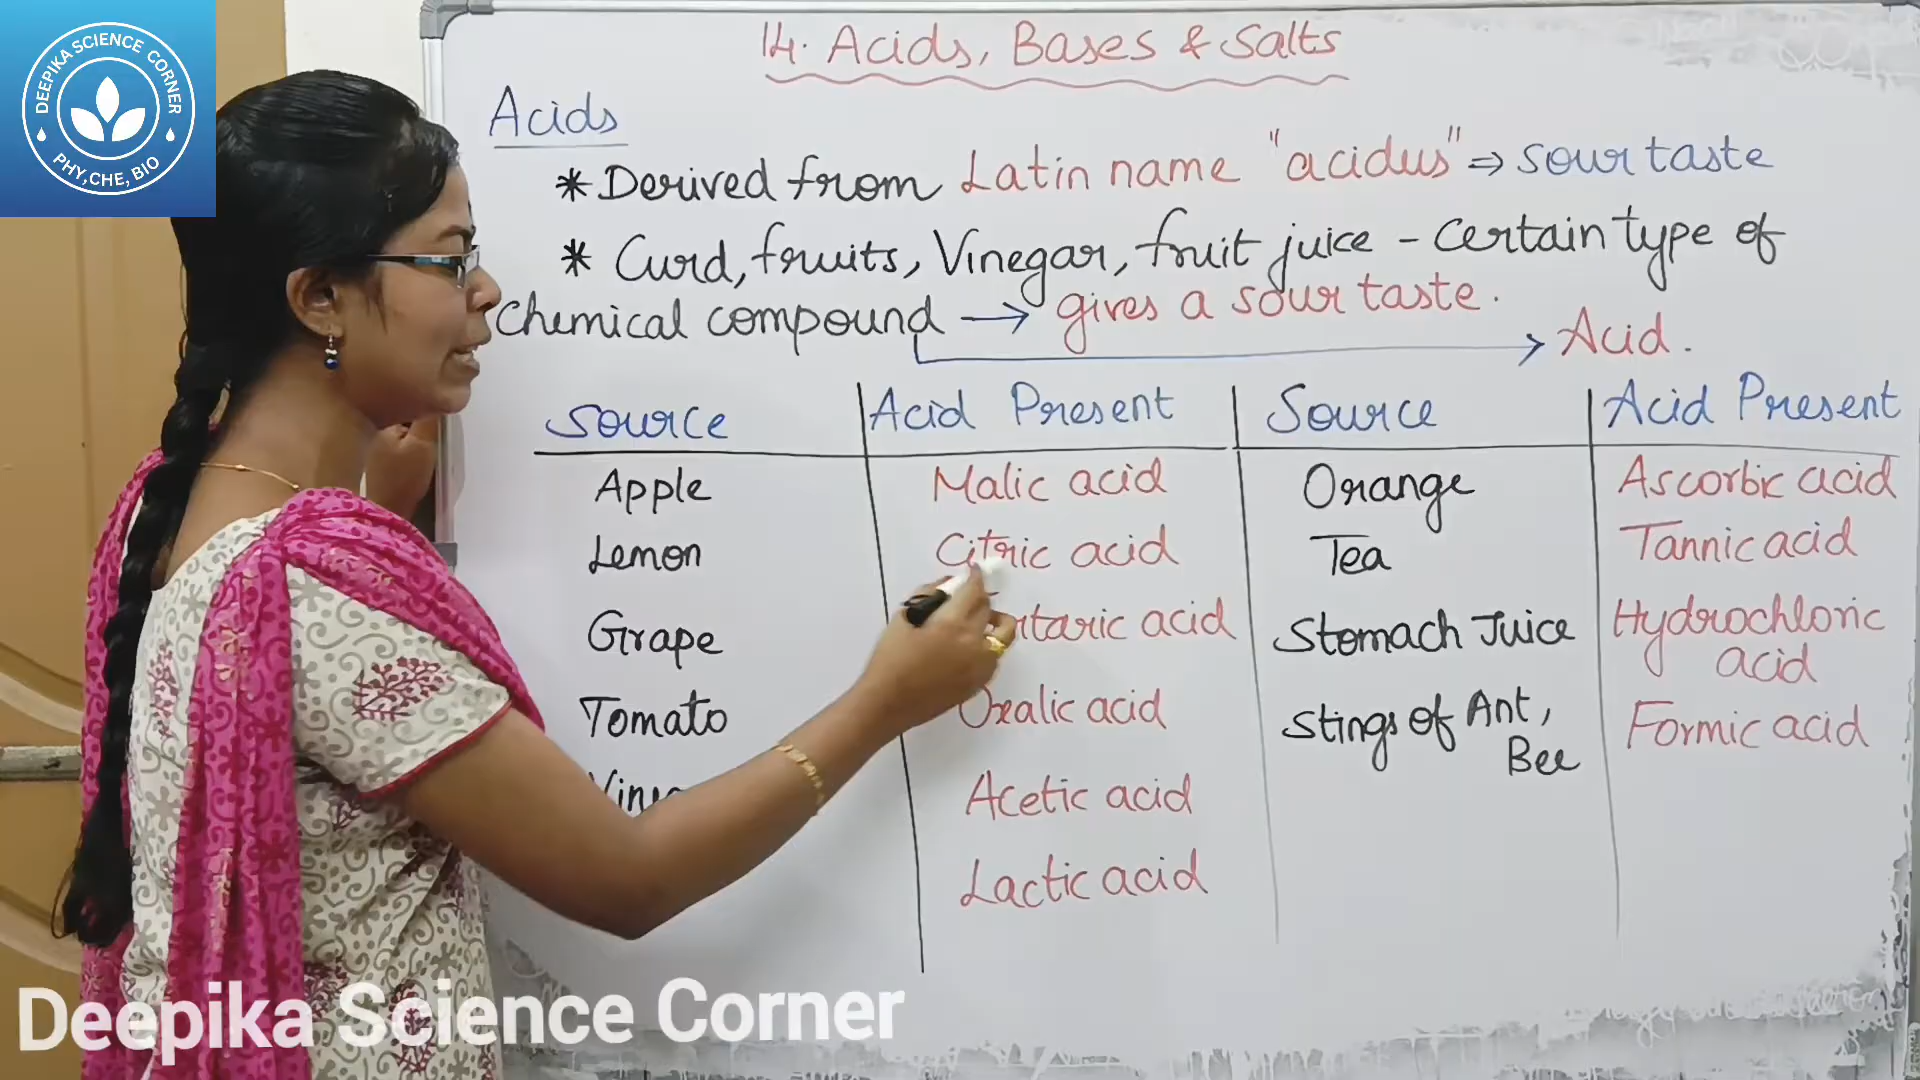 DEEPIKA SCIENCE CORNER
PHY,CHE, BIO
14. Acids, Bases & Salts
Acids
* Derived from Latin name "acidus" ⇒ sour taste
* Curd, fruits, Vinegar, fruit juice - certain type of
chemical compound → gives a sour taste.
→ Acid.
Source Acid Present Source Acid Present
Apple Malic acid Orange Ascorbic acid
Lemon Citric acid Tea Tannic acid
Grape Stomach Juice Hydrochloric
acid acid
Tomato Oxalic acid Stings of Ant, Formic acid
Bee
Acetic acid
Lactic acid
Deepika Science Corner